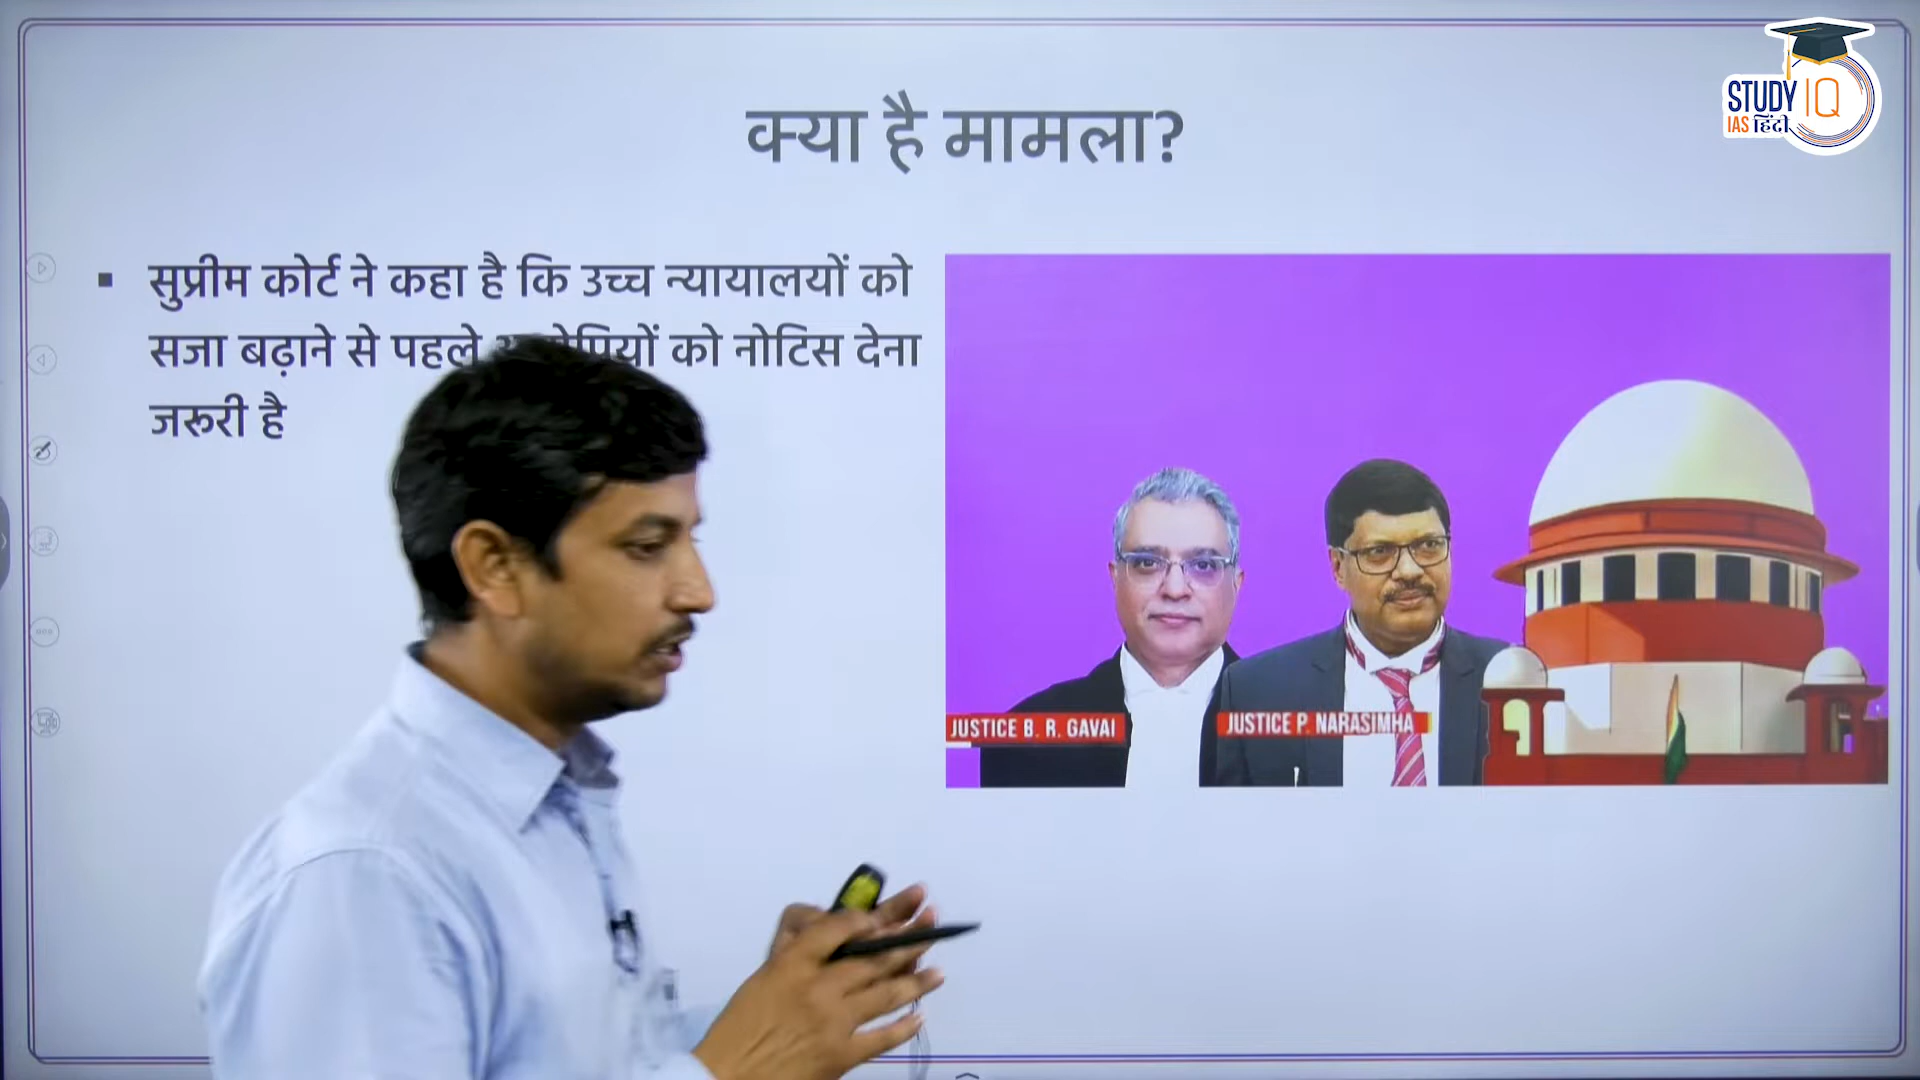 STUDY IQ
IAS हिंदी
क्या है मामला?
▪ सुप्रीम कोर्ट ने कहा है कि उच्च न्यायालयों को
सजा बढ़ाने से पहले को नोटिस देना
जरूरी है
JUSTICE B. R. GAVAI
JUSTICE P. NARASIMHA